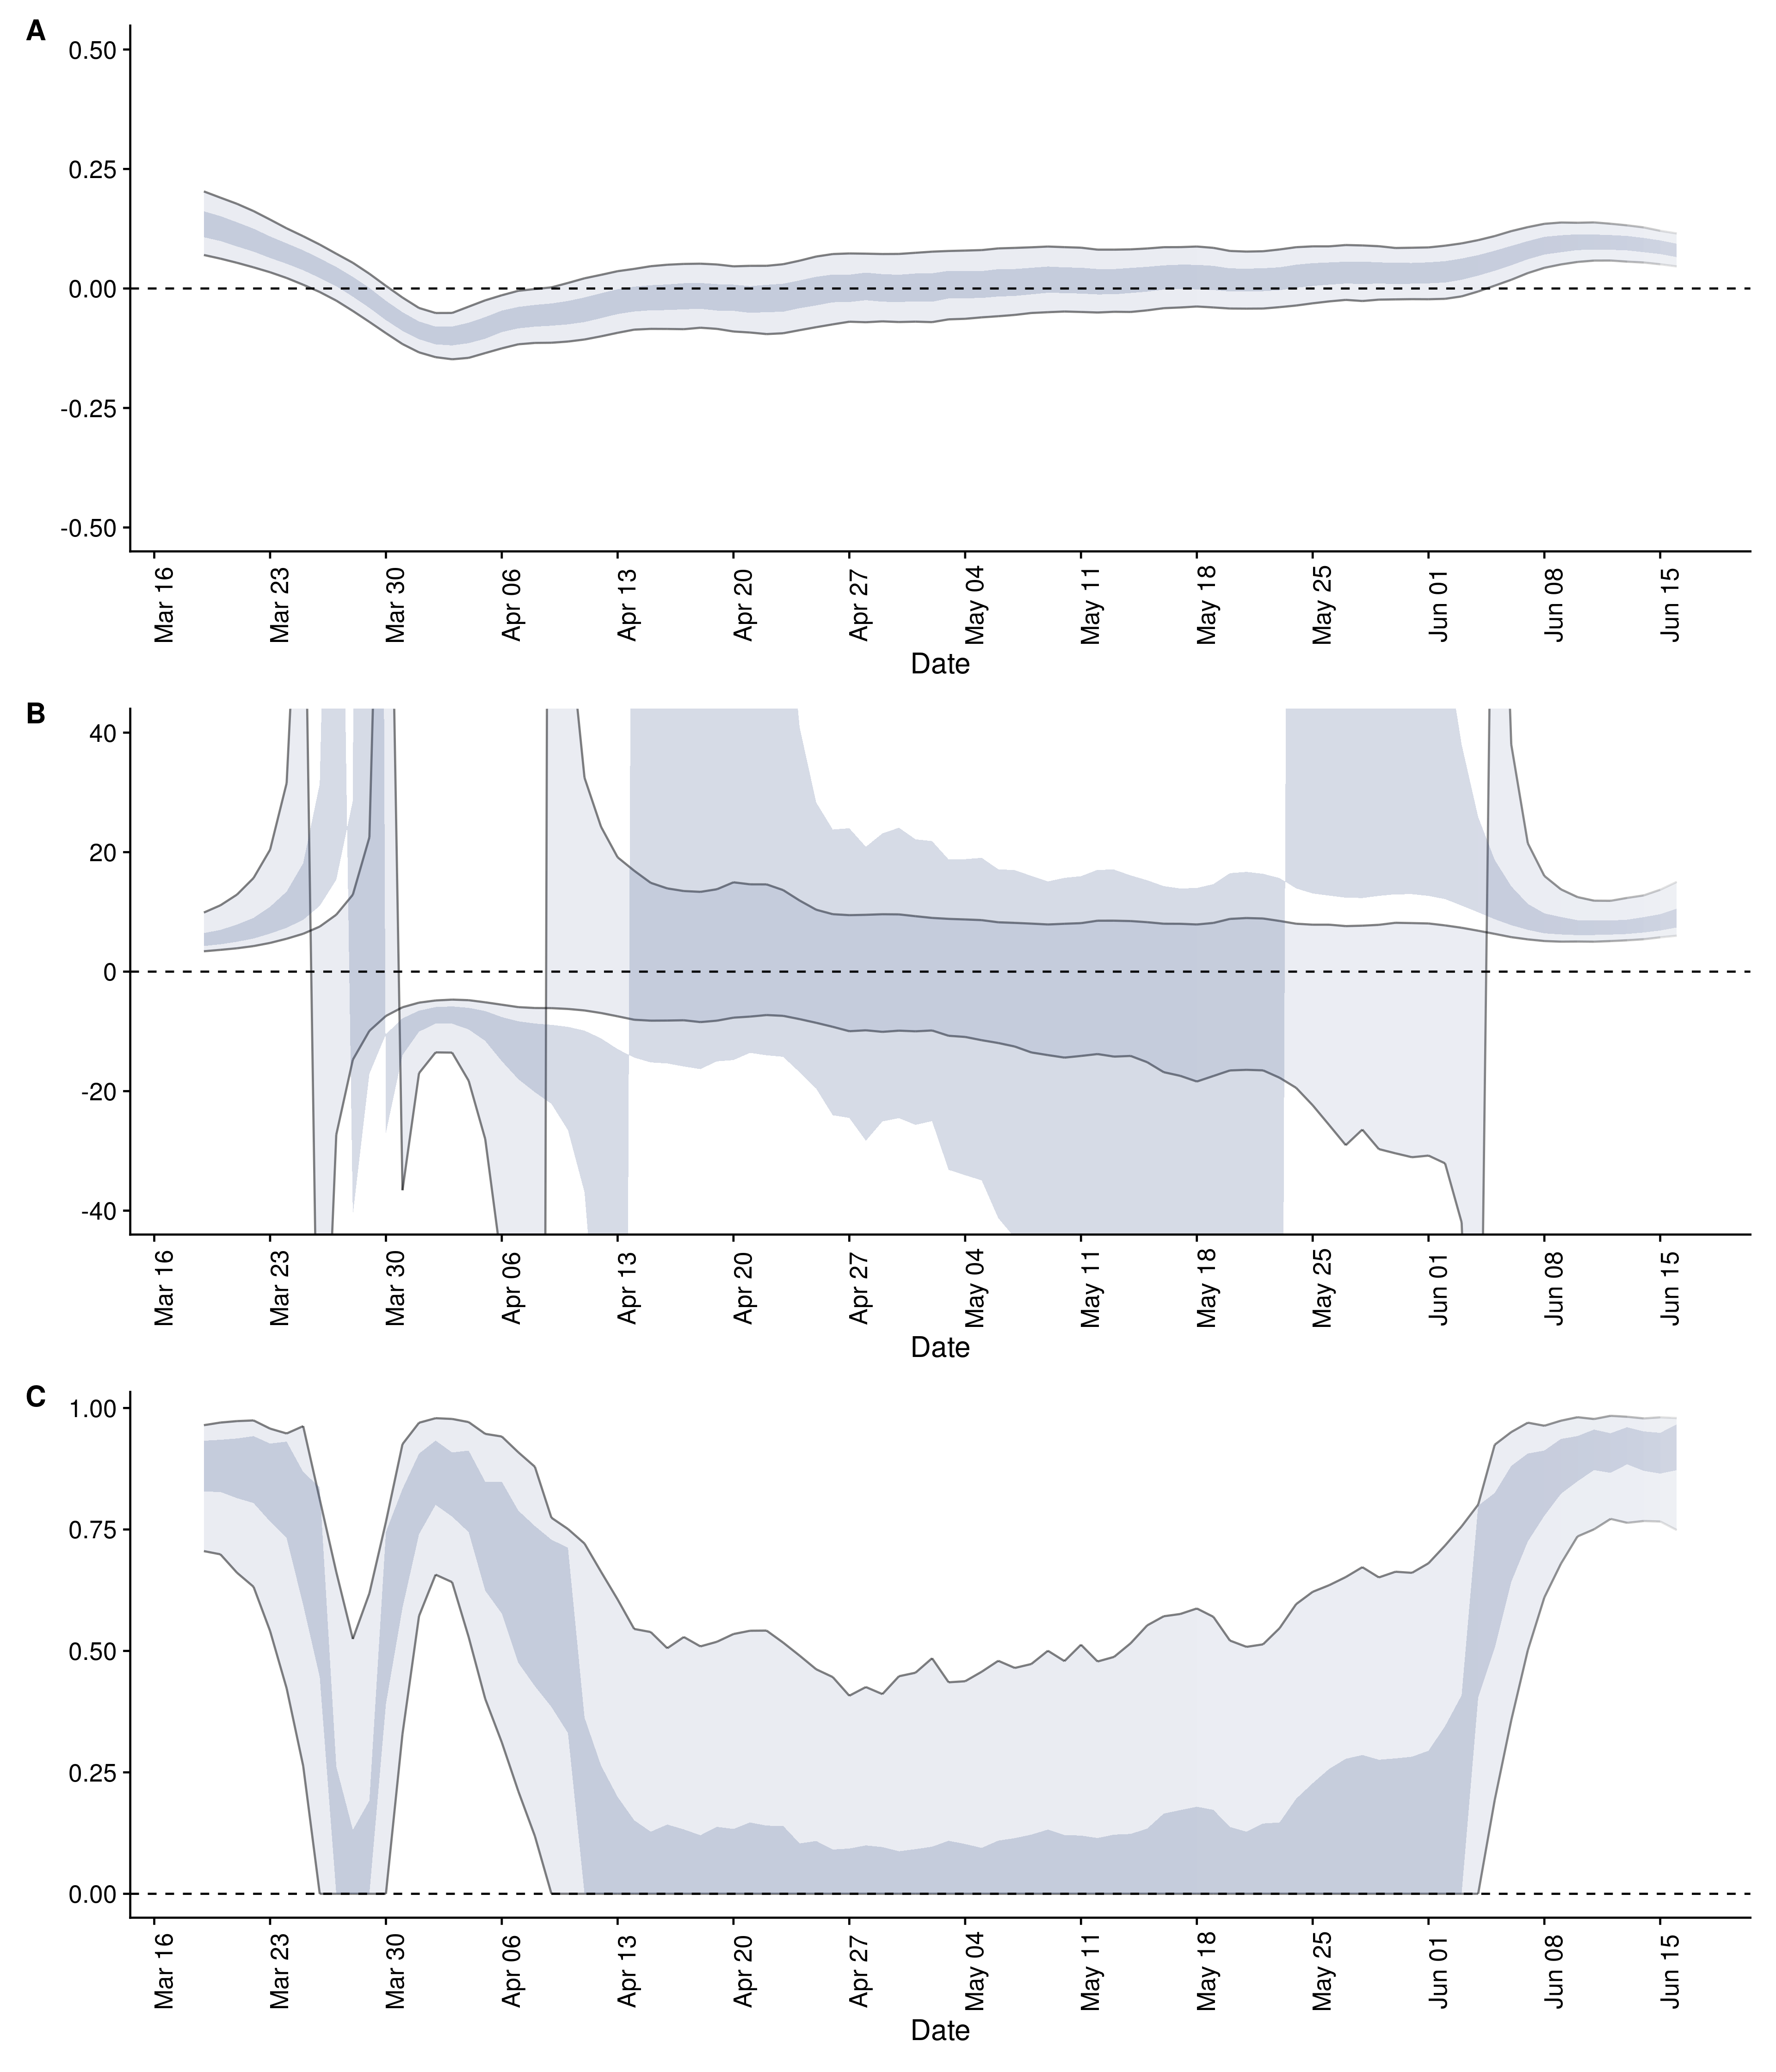 A
0.50
0.25
0.00
-0.25
-0.50
Mar 16
Mar 23
Mar 30
Apr 06
Apr 13
Apr 20
Apr 27
May 04
May 11
May 18
May 25
Jun 01
Jun 08
Jun 15
Date
B
40
20
0
-20
-40
Mar 16
Mar 23
Mar 30
Apr 06
Apr 13
Apr 20
Apr 27
May 04
May 11
May 18
May 25
Jun 01
Jun 08
Jun 15
Date
C
1.00
0.75
0.50
0.25
0.00
Mar 16
Mar 23
Mar 30
Apr 06
Apr 13
Apr 20
Apr 27
May 04
May 11
May 18
May 25
Jun 01
Jun 08
Jun 15
Date